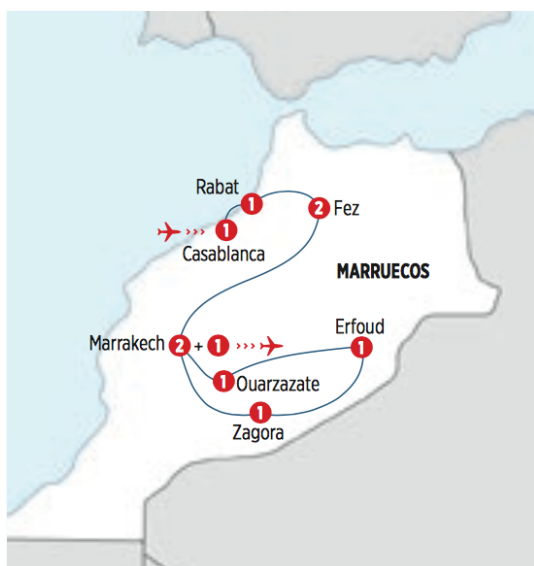 Rabat
1
2 Fez
››› 1
Casablanca
MARRUECOS
Erfoud
Marrakech 2 + 1 ›››
1
1 Ouarzazate
1
Zagora